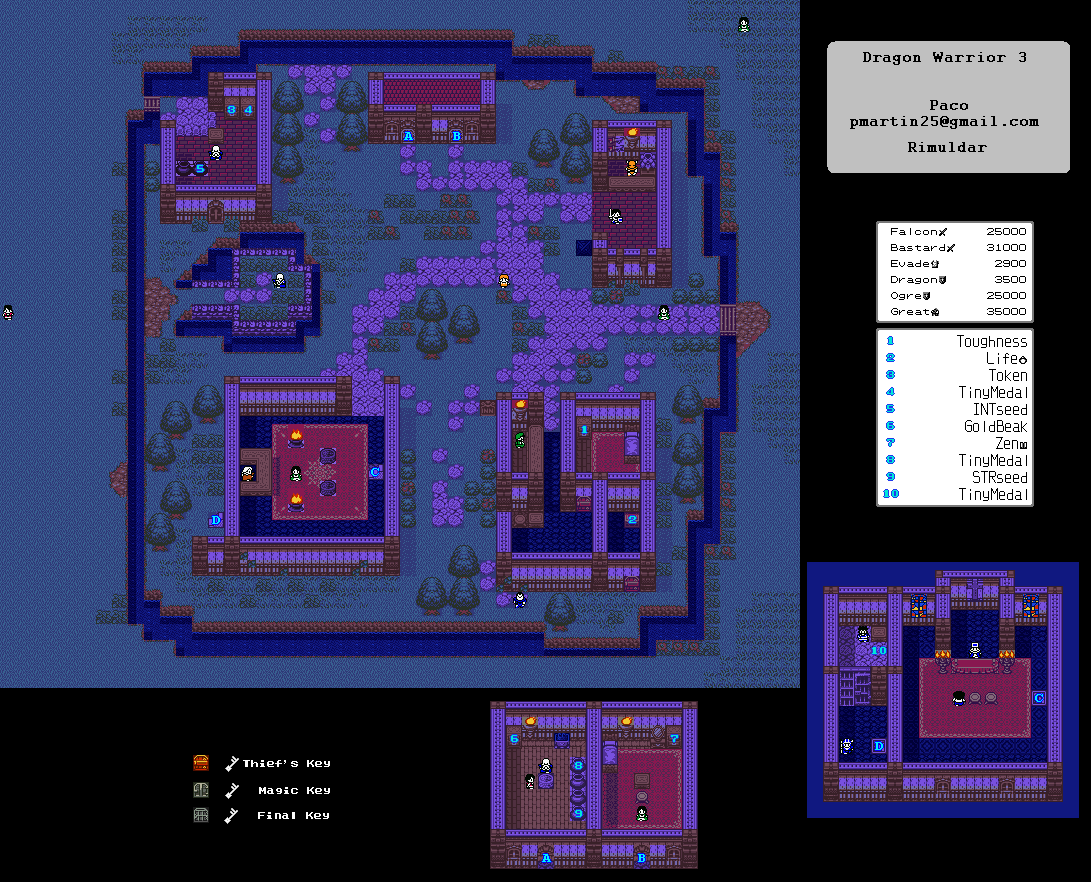 Dragon Warrior 3
Paco
pmartin25@gmail.com
Rimuldar
Falcon 25000
Bastard 31000
Evade 2900
Dragon 3500
Ogre 25000
Great 35000
1 Toughness
2 Life
3 Token
4 TinyMedal
5 INTseed
6 GoldBeak
7 Zen
8 TinyMedal
9 STRseed
10 TinyMedal
3 4
A B
5
1
C
D
2
INN
10
C
D
6 7
8
9
A B
Thief's Key
Magic Key
Final Key